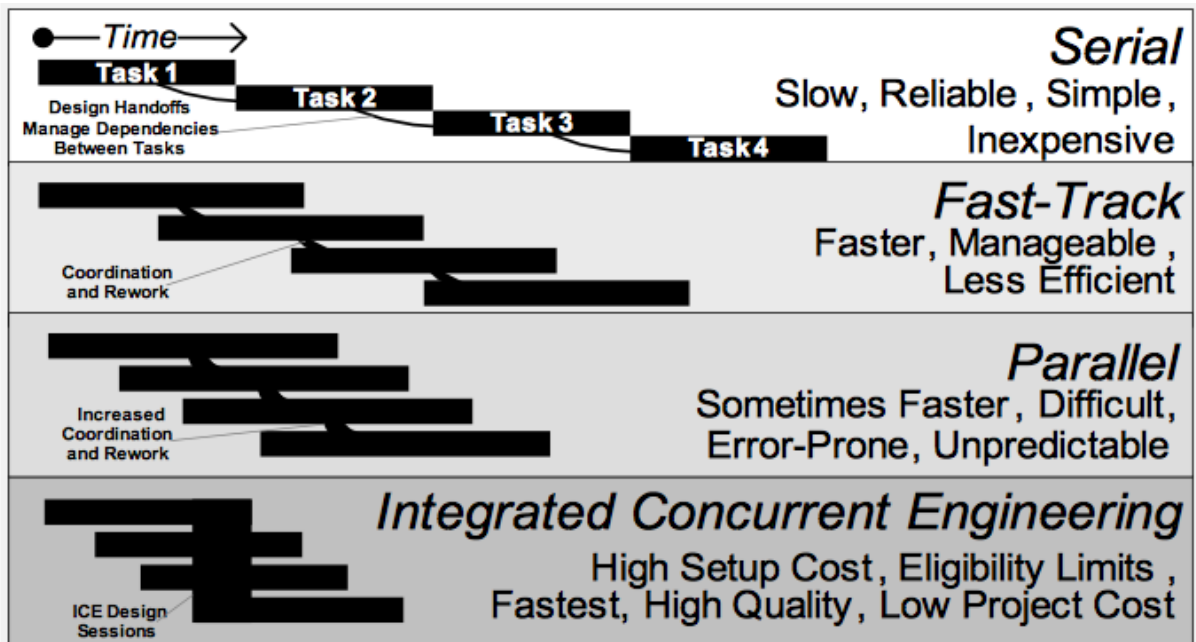 Time
Serial
Task 1
Task 2
Task 3
Task 4
Design Handoffs
Manage Dependencies
Between Tasks
Slow, Reliable , Simple ,
Inexpensive
Fast-Track
Faster, Manageable ,
Less Efficient
Coordination
and Rework
Parallel
Sometimes Faster , Difficult,
Error-Prone, Unpredictable
Increased
Coordination
and Rework
Integrated Concurrent Engineering
High Setup Cost , Eligibility Limits ,
Fastest, High Quality , Low Project Cost
ICE Design
Sessions